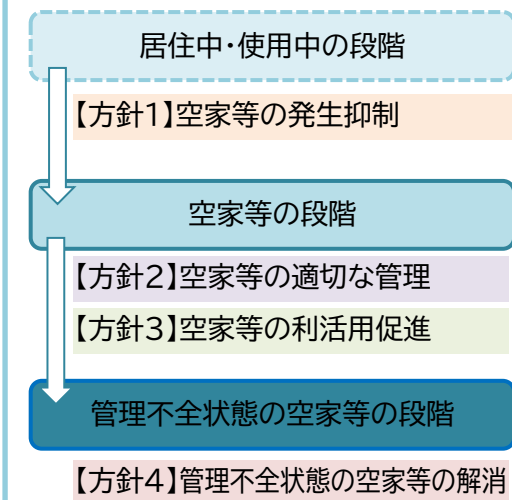 居住中・使用中の段階
【方針1】空家等の発生抑制
空家等の段階
【方針2】空家等の適切な管理
【方針3】空家等の利活用促進
管理不全状態の空家等の段階
【方針4】管理不全状態の空家等の解消